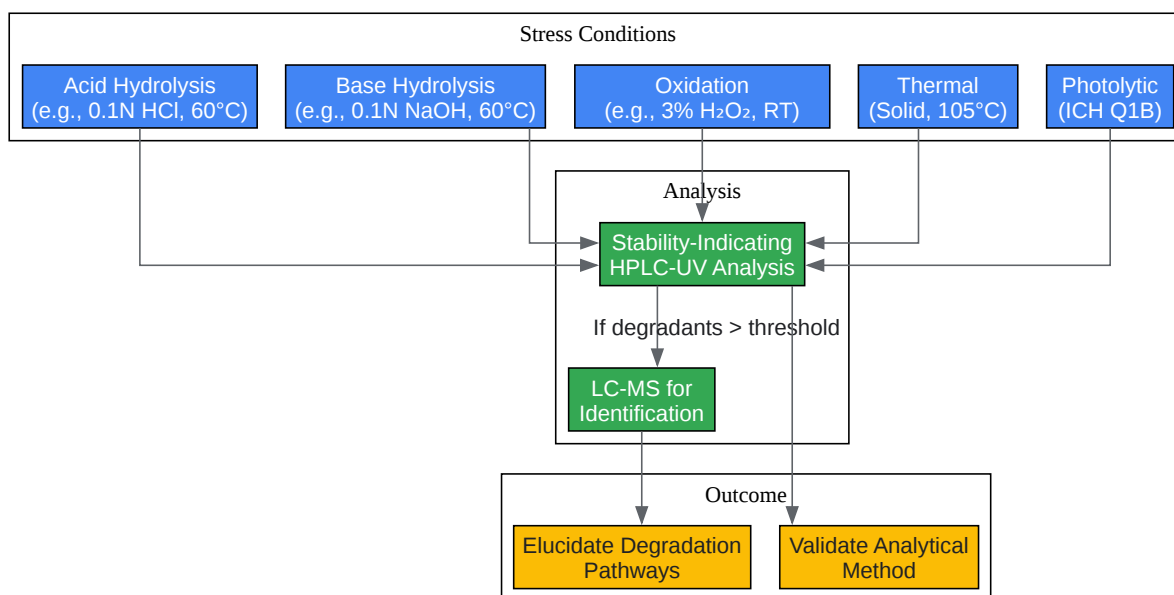 Stress Conditions
Acid Hydrolysis
(e.g., 0.1N HCl, 60°C)
Base Hydrolysis
(e.g., 0.1N NaOH, 60°C)
Oxidation
(e.g., 3% H₂O₂, RT)
Thermal
(Solid, 105°C)
Photolytic
(ICH Q1B)
Analysis
Stability-Indicating
HPLC-UV Analysis
If degradants > threshold
LC-MS for
Identification
Outcome
Elucidate Degradation
Pathways
Validate Analytical
Method